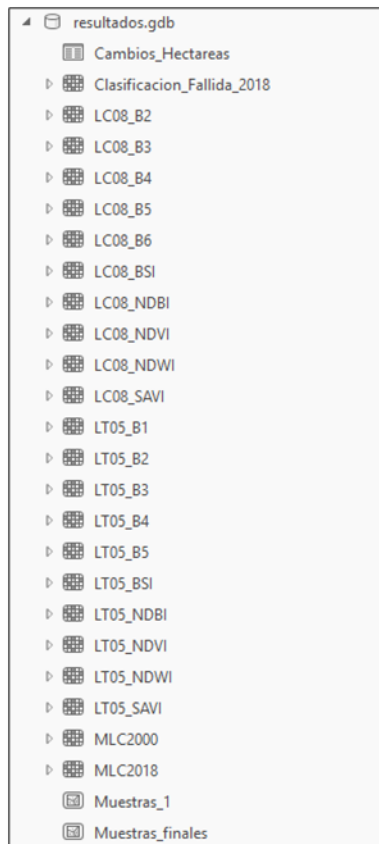 resultados.gdb
Cambios_Hectareas
Clasificacion_Fallida_2018
LC08_B2
LC08_B3
LC08_B4
LC08_B5
LC08_B6
LC08_BSI
LC08_NDBI
LC08_NDVI
LC08_NDWI
LC08_SAVI
LT05_B1
LT05_B2
LT05_B3
LT05_B4
LT05_B5
LT05_BSI
LT05_NDBI
LT05_NDVI
LT05_NDWI
LT05_SAVI
MLC2000
MLC2018
Muestras_1
Muestras_finales